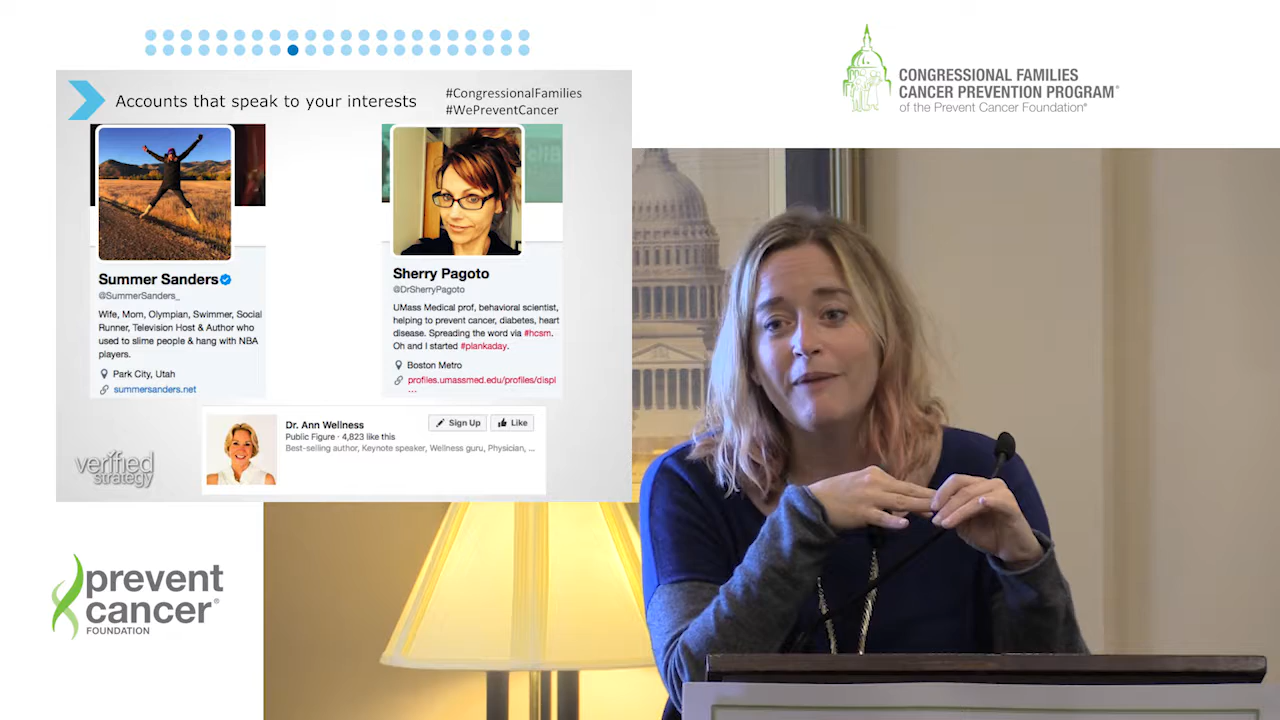 CONGRESSIONAL FAMILIES
CANCER PREVENTION PROGRAM®
of the Prevent Cancer Foundation®
Accounts that speak to your interests
#CongressionalFamilies
#WePreventCancer
Summer Sanders
@SummerSanders_
Wife, Mom, Olympian, Swimmer, Social
Runner, Television Host & Author who
used to slime people & hang with NBA
players.
Park City, Utah
summersanders.net
Sherry Pagoto
@DrSherryPagoto
UMass Medical prof, behavioral scientist,
helping to prevent cancer, diabetes, heart
disease. Spreading the word via #hcsm.
Oh and I started #plankaday.
Boston Metro
profiles.umassmed.edu/profiles/displ
...
Dr. Ann Wellness
Sign Up
Like
Public Figure · 4,823 like this
Best-selling author, Keynote speaker, Wellness guru, Physician, ...
verified
strategy
prevent
cancer®
FOUNDATION